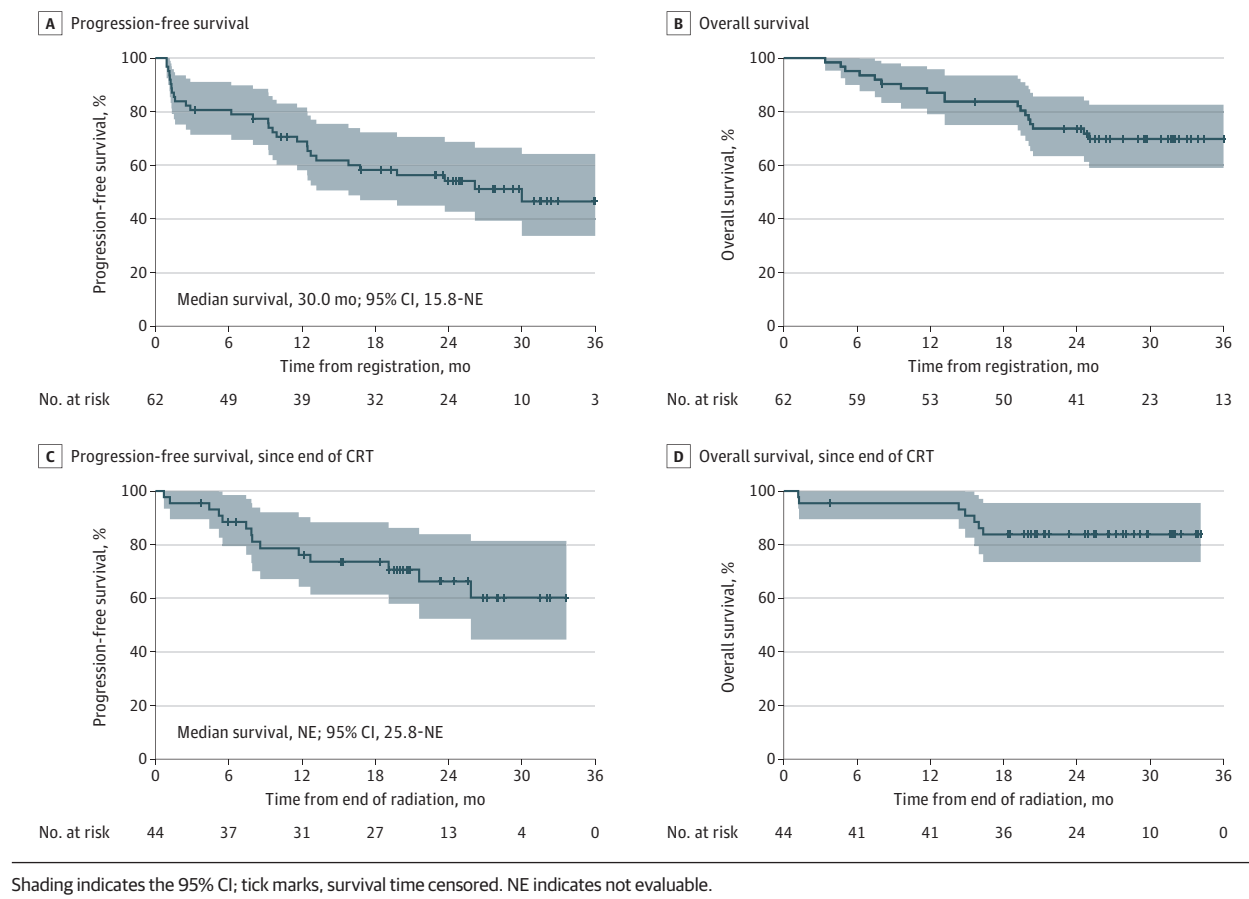 A Progression-free survival
100
80
60
40
20
0
Progression-free survival, %
Median survival, 30.0 mo; 95% CI, 15.8-NE
0 6 12 18 24 30 36
Time from registration, mo
No. at risk 62 49 39 32 24 10 3
B Overall survival
100
80
60
40
20
0
Overall survival, %
0 6 12 18 24 30 36
Time from registration, mo
No. at risk 62 59 53 50 41 23 13
C Progression-free survival, since end of CRT
100
80
60
40
20
0
Progression-free survival, %
Median survival, NE; 95% CI, 25.8-NE
0 6 12 18 24 30 36
Time from end of radiation, mo
No. at risk 44 37 31 27 13 4 0
D Overall survival, since end of CRT
100
80
60
40
20
0
Overall survival, %
0 6 12 18 24 30 36
Time from end of radiation, mo
No. at risk 44 41 41 36 24 10 0
Shading indicates the 95% CI; tick marks, survival time censored. NE indicates not evaluable.